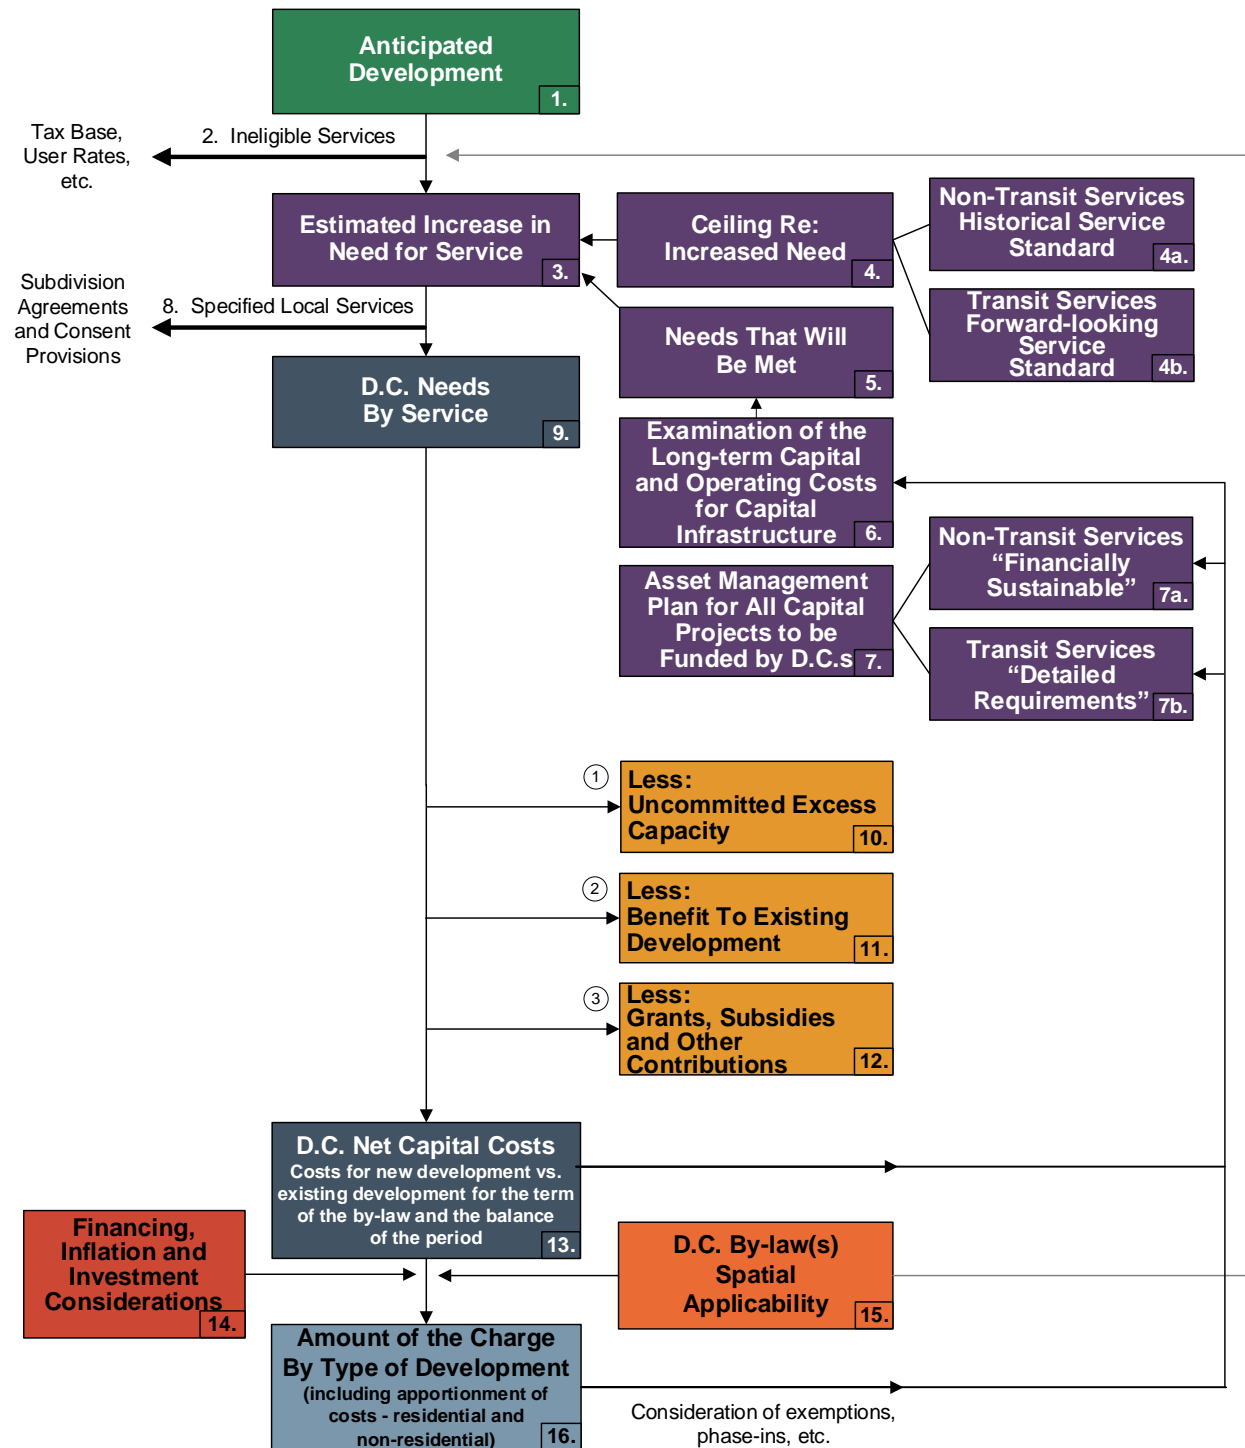 Anticipated
Development
1.
Tax Base,
User Rates,
etc.
2. Ineligible Services
Estimated Increase in
Need for Service
3.
Ceiling Re:
Increased Need
4.
Non-Transit Services
Historical Service
Standard
4a.
Transit Services
Forward-looking
Service
Standard
4b.
Subdivision
Agreements
and Consent
Provisions
8. Specified Local Services
Needs That Will
Be Met
5.
D.C. Needs
By Service
9.
Examination of the
Long-term Capital
and Operating Costs
for Capital
Infrastructure
6.
Asset Management
Plan for All Capital
Projects to be
Funded by D.C.s
7.
Non-Transit Services
“Financially
Sustainable”
7a.
Transit Services
“Detailed
Requirements”
7b.
1
Less:
Uncommitted Excess
Capacity
10.
2
Less:
Benefit To Existing
Development
11.
3
Less:
Grants, Subsidies
and Other
Contributions
12.
D.C. Net Capital Costs
Costs for new development vs.
existing development for the term
of the by-law and the balance
of the period
13.
Financing,
Inflation and
Investment
Considerations
14.
D.C. By-law(s)
Spatial
Applicability
15.
Amount of the Charge
By Type of Development
(including apportionment of
costs - residential and
non-residential)
16.
Consideration of exemptions,
phase-ins, etc.